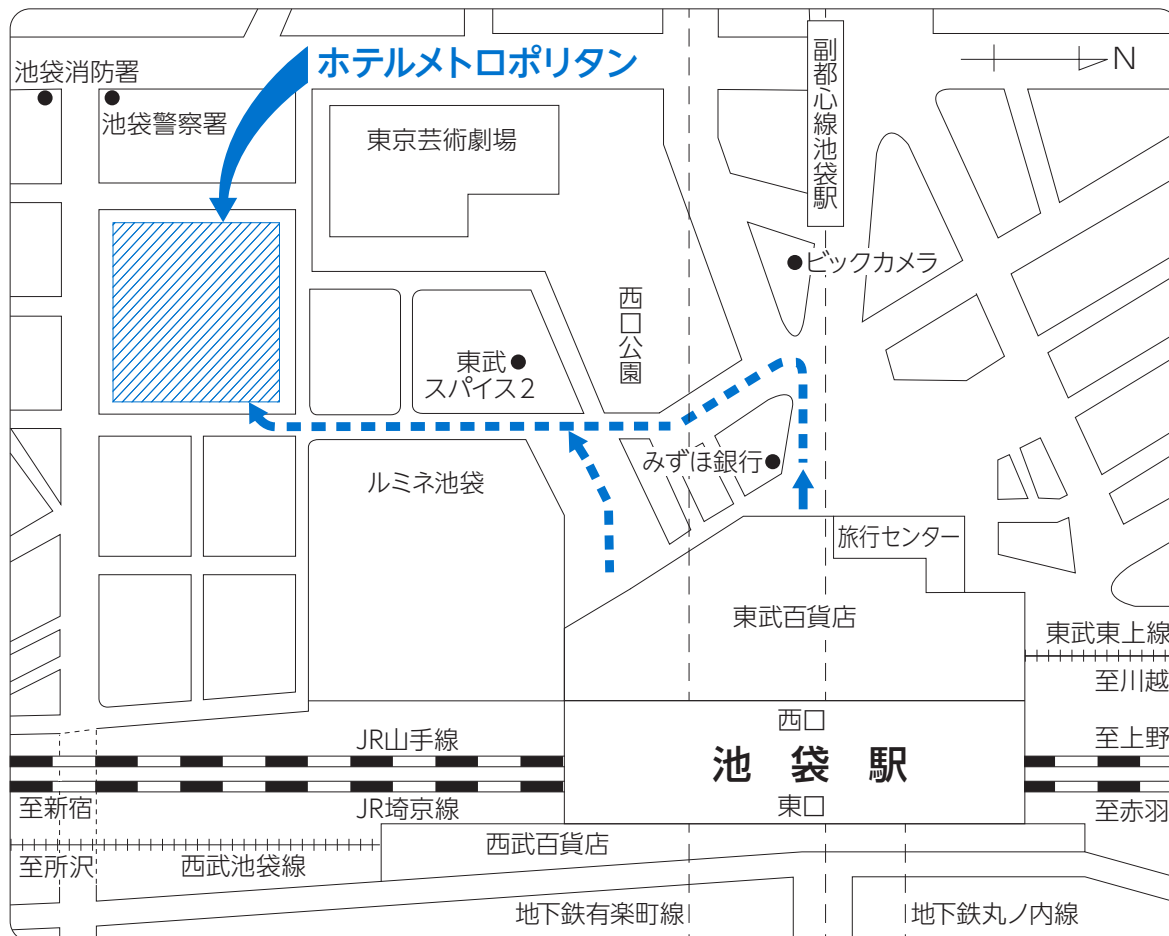 ホテルメトロポリタン
副都心線池袋駅
N
池袋消防署
池袋警察署
東京芸術劇場
ビックカメラ
西口公園
東武
スパイス2
みずほ銀行
ルミネ池袋
旅行センター
東武百貨店
東武東上線
至川越
西口
池袋駅
東口
JR山手線
至上野
至新宿
JR埼京線
至赤羽
至所沢
西武池袋線
西武百貨店
地下鉄有楽町線
地下鉄丸ノ内線